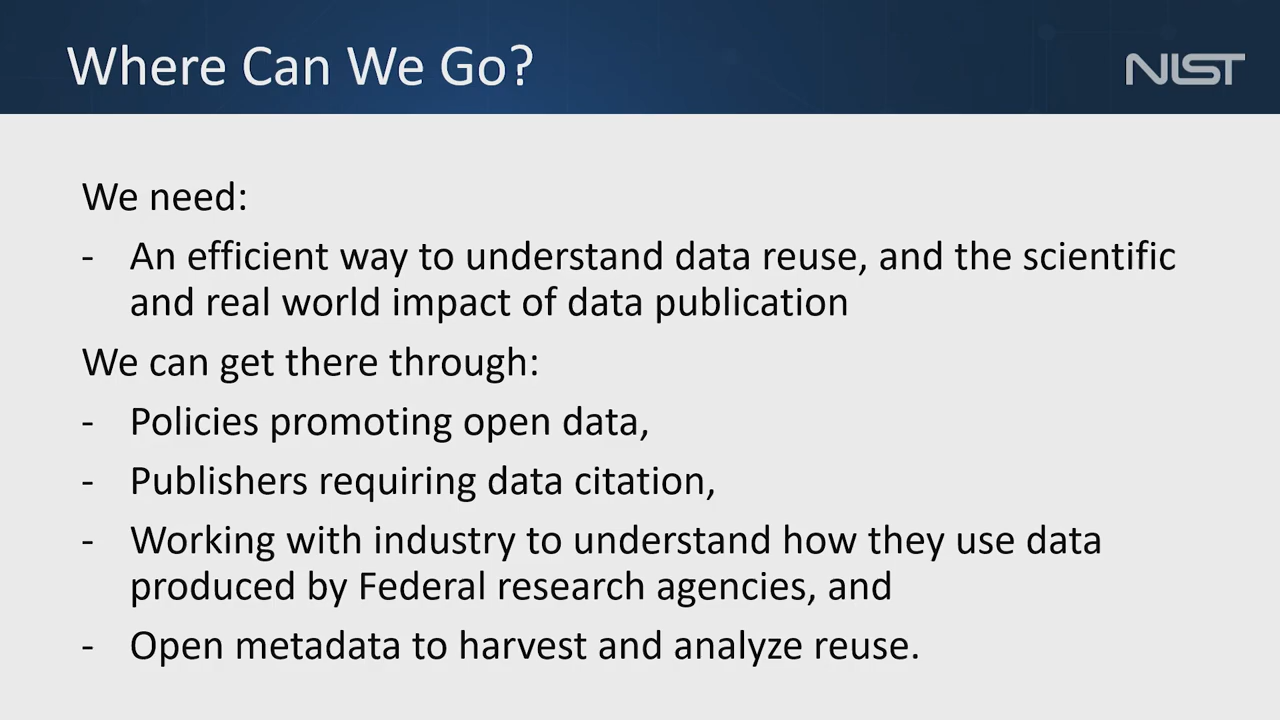 Where Can We Go?
NIST
We need:
- An efficient way to understand data reuse, and the scientific
and real world impact of data publication
We can get there through:
- Policies promoting open data,
- Publishers requiring data citation,
- Working with industry to understand how they use data
produced by Federal research agencies, and
- Open metadata to harvest and analyze reuse.